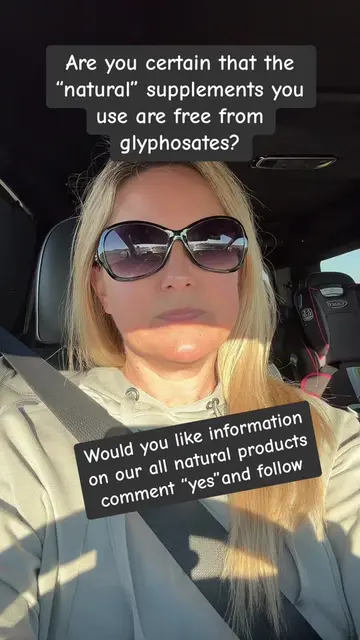 Are you certain that the
“natural” supplements you
use are free from
glyphosates?
Would you like information
on our all natural products
comment “yes”and follow